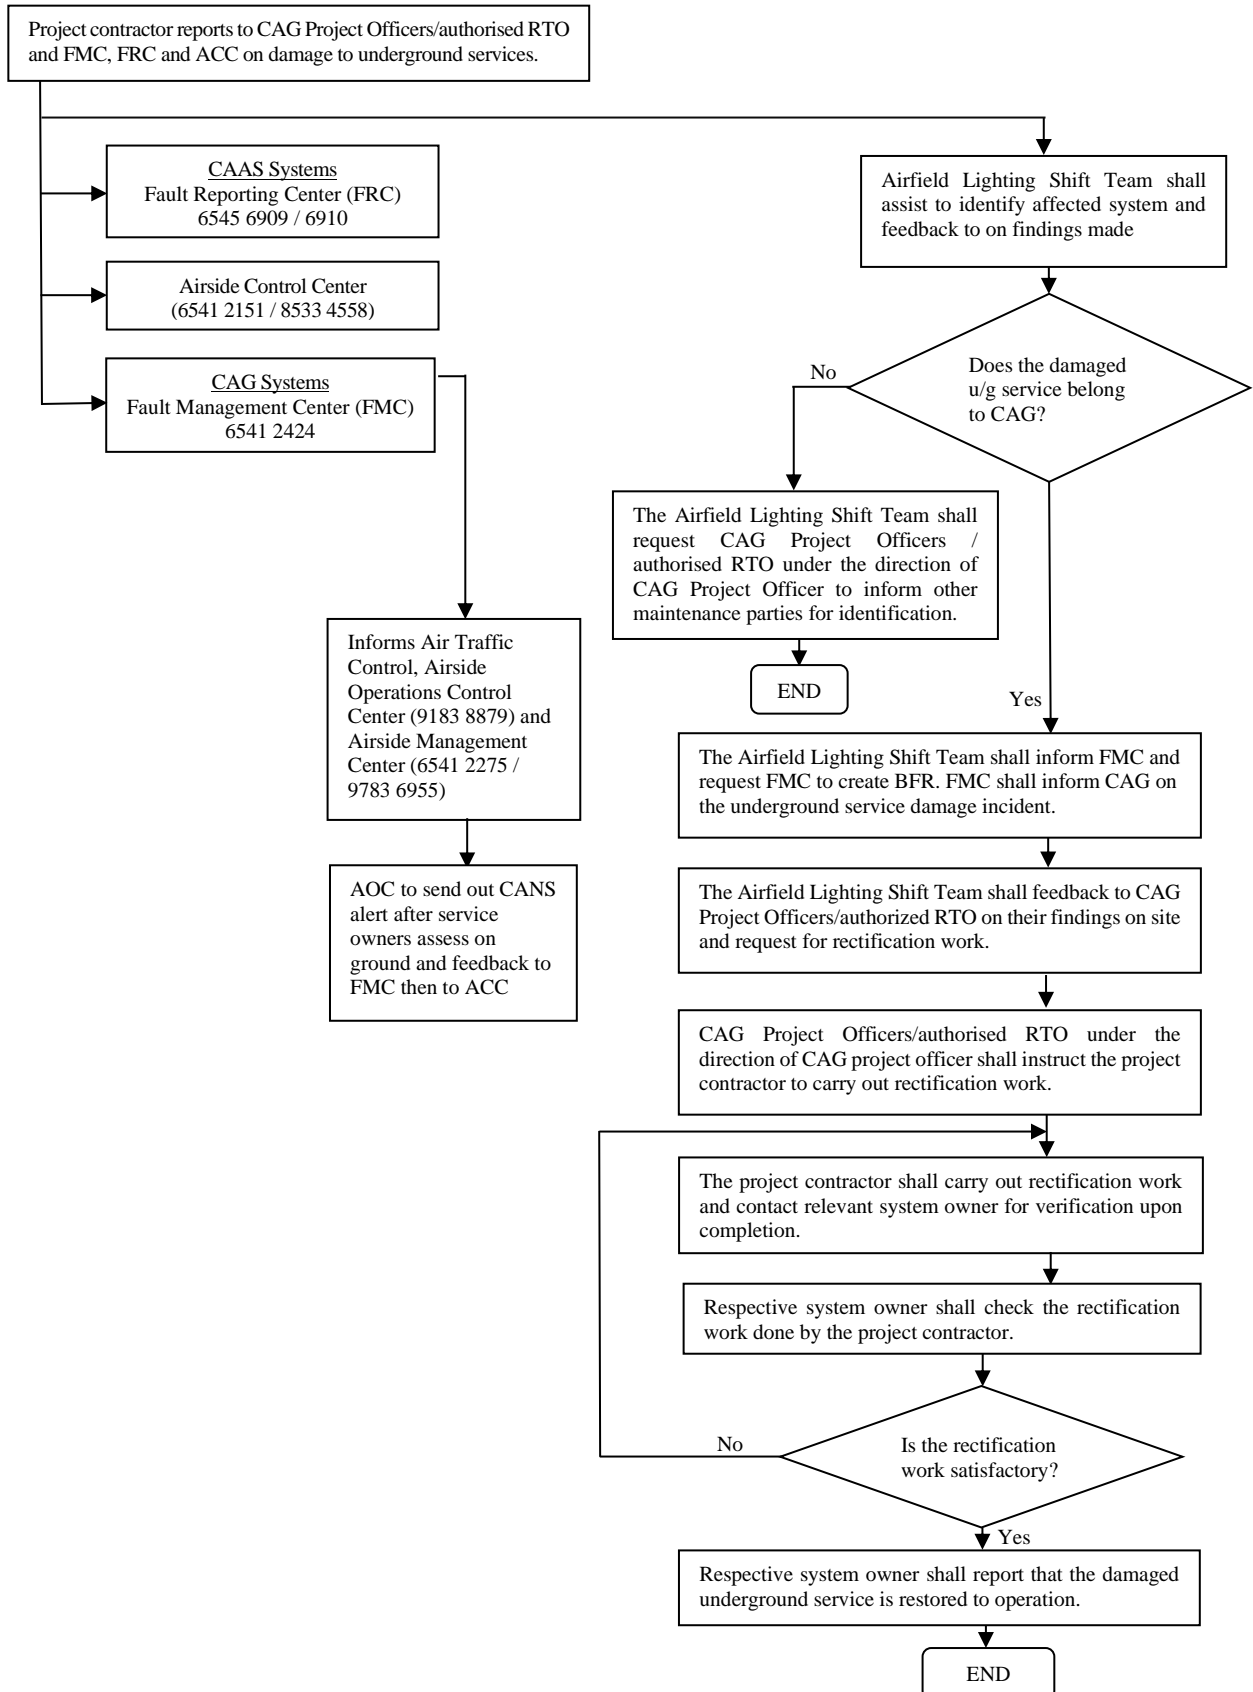 Project contractor reports to CAG Project Officers/authorised RTO
and FMC, FRC and ACC on damage to underground services.
CAAS Systems
Fault Reporting Center (FRC)
6545 6909 / 6910
Airside Control Center
(6541 2151 / 8533 4558)
CAG Systems
Fault Management Center (FMC)
6541 2424
Informs Air Traffic
Control, Airside
Operations Control
Center (9183 8879) and
Airside Management
Center (6541 2275 /
9783 6955)
AOC to send out CANS
alert after service
owners assess on
ground and feedback to
FMC then to ACC
Airfield Lighting Shift Team shall
assist to identify affected system and
feedback to on findings made
Does the damaged
u/g service belong
to CAG?
No
The Airfield Lighting Shift Team shall
request CAG Project Officers /
authorised RTO under the direction of
CAG Project Officer to inform other
maintenance parties for identification.
END
Yes
The Airfield Lighting Shift Team shall inform FMC and
request FMC to create BFR. FMC shall inform CAG on
the underground service damage incident.
The Airfield Lighting Shift Team shall feedback to CAG
Project Officers/authorized RTO on their findings on site
and request for rectification work.
CAG Project Officers/authorised RTO under the
direction of CAG project officer shall instruct the project
contractor to carry out rectification work.
The project contractor shall carry out rectification work
and contact relevant system owner for verification upon
completion.
Respective system owner shall check the rectification
work done by the project contractor.
Is the rectification
work satisfactory?
No
Yes
Respective system owner shall report that the damaged
underground service is restored to operation.
END